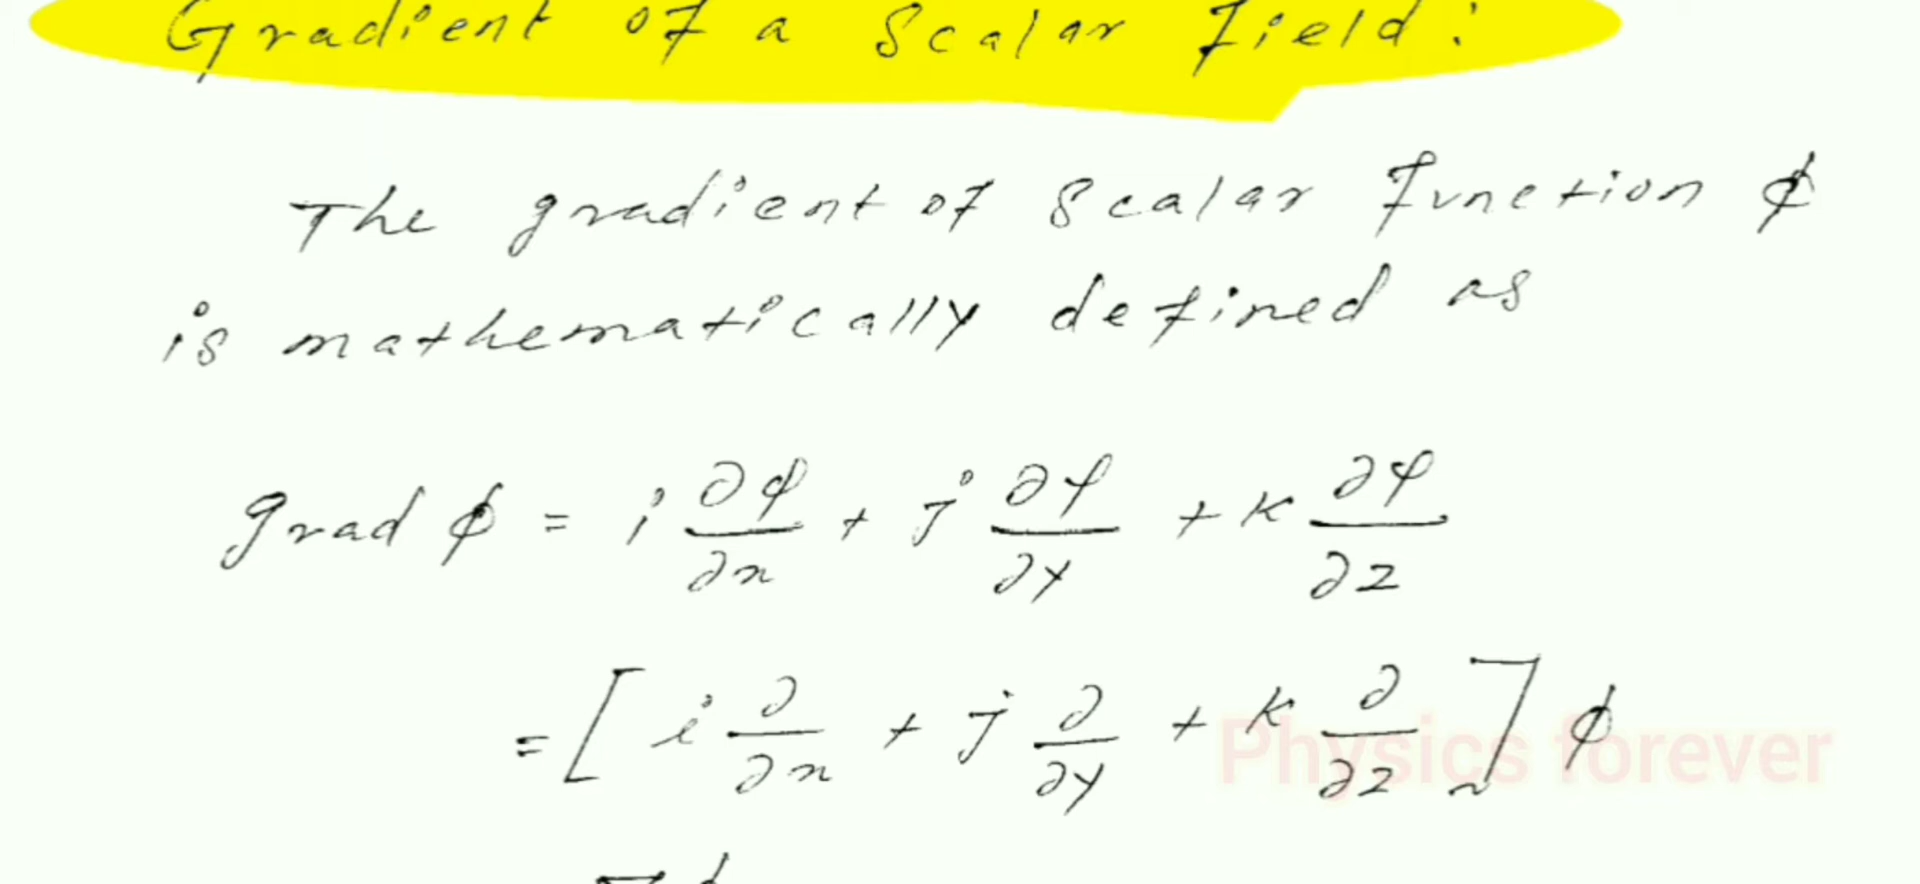 Gradient of a Scalar Field:
The gradient of Scalar function ϕ
is mathematically defined as
grad ϕ = i ∂ϕ/∂x + j ∂ϕ/∂y + k ∂ϕ/∂z
= [ i ∂/∂x + j ∂/∂y + k ∂/∂z ] ϕ
Physics forever